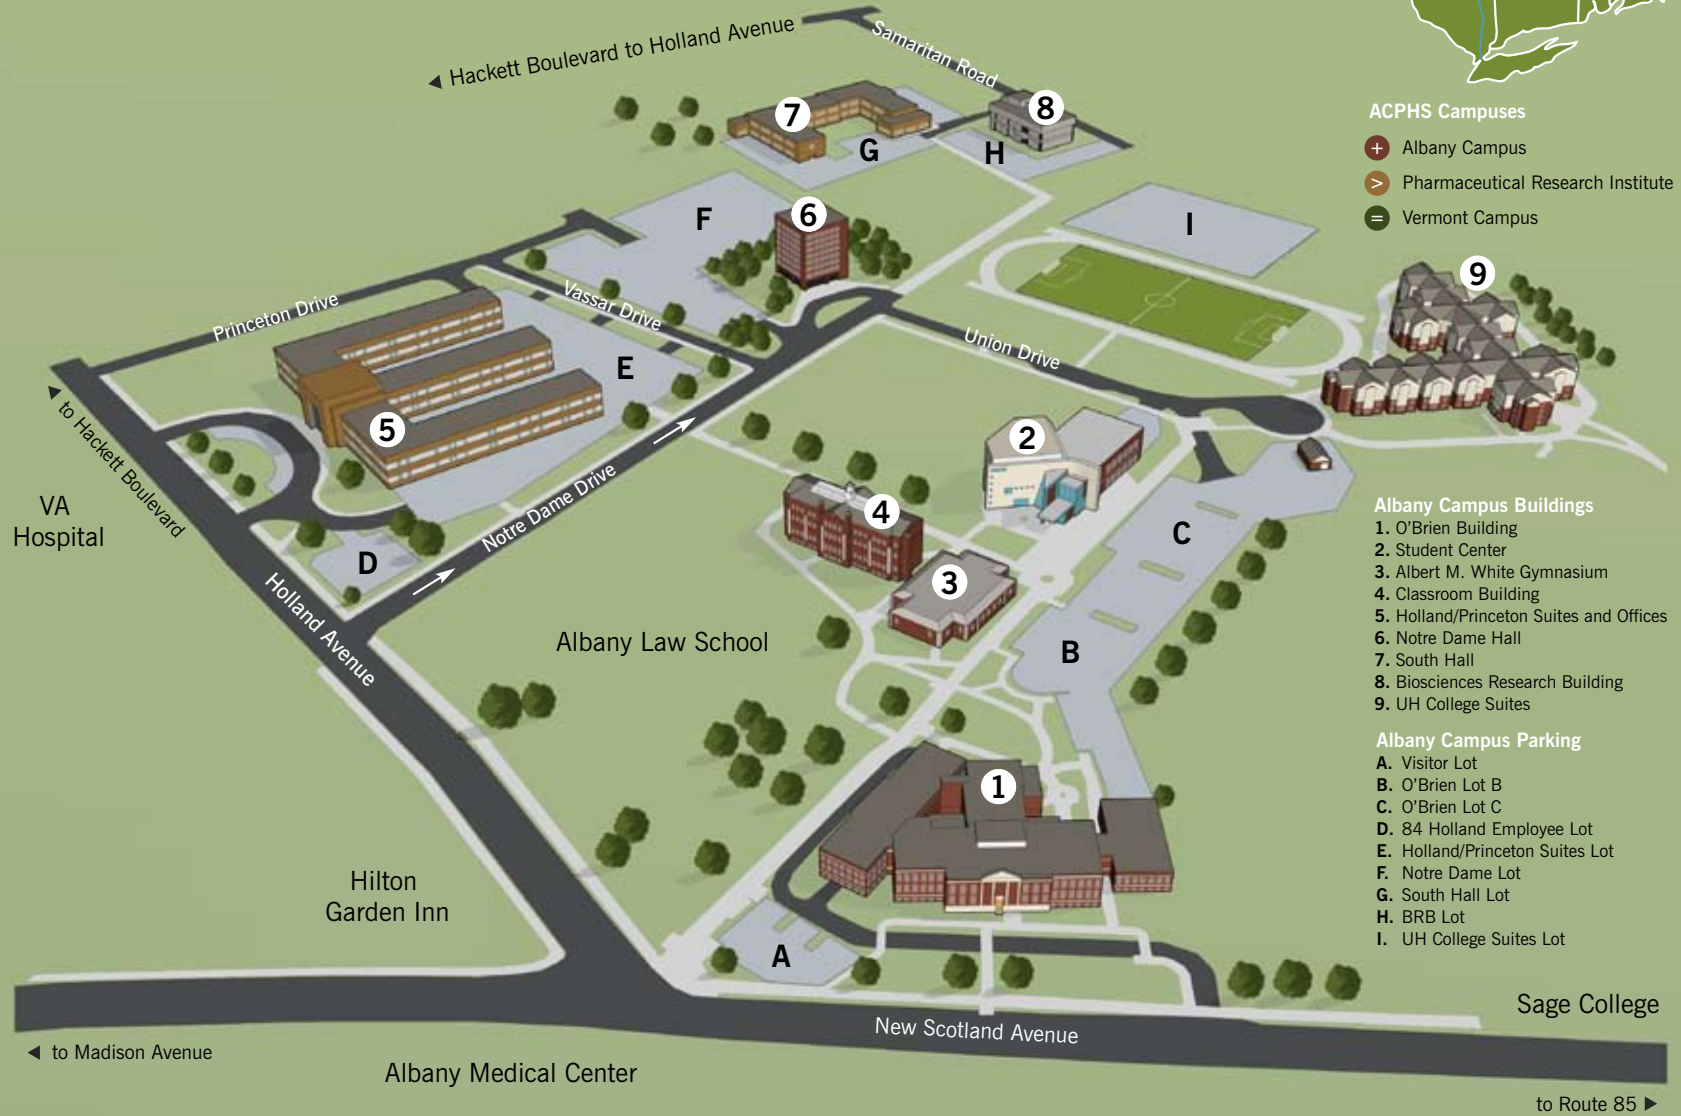 ◄ Hackett Boulevard to Holland Avenue
Samaritan Road
7
8
G
H
F
6
I
9
Princeton Drive
Vassar Drive
Union Drive
E
5
◄ to Hackett Boulevard
VA
Hospital
Notre Dame Drive
D
2
4
C
3
Holland Avenue
Albany Law School
B
1
Hilton
Garden Inn
A
New Scotland Avenue
Sage College
◄ to Madison Avenue
Albany Medical Center
to Route 85 ►
ACPHS Campuses
+ Albany Campus
> Pharmaceutical Research Institute
= Vermont Campus
Albany Campus Buildings
1. O'Brien Building
2. Student Center
3. Albert M. White Gymnasium
4. Classroom Building
5. Holland/Princeton Suites and Offices
6. Notre Dame Hall
7. South Hall
8. Biosciences Research Building
9. UH College Suites
Albany Campus Parking
A. Visitor Lot
B. O'Brien Lot B
C. O'Brien Lot C
D. 84 Holland Employee Lot
E. Holland/Princeton Suites Lot
F. Notre Dame Lot
G. South Hall Lot
H. BRB Lot
I. UH College Suites Lot